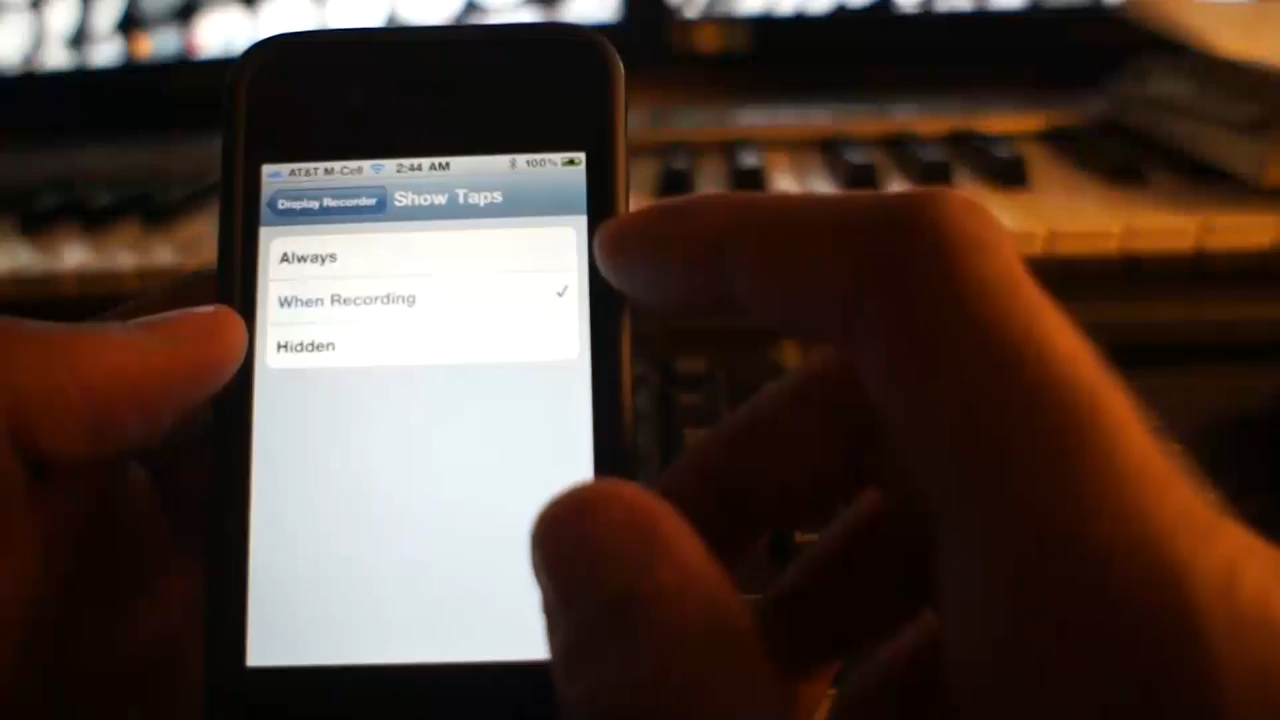 AT&T M-Cell 2:44 AM 100%
Display Recorder Show Taps
Always
When Recording
Hidden